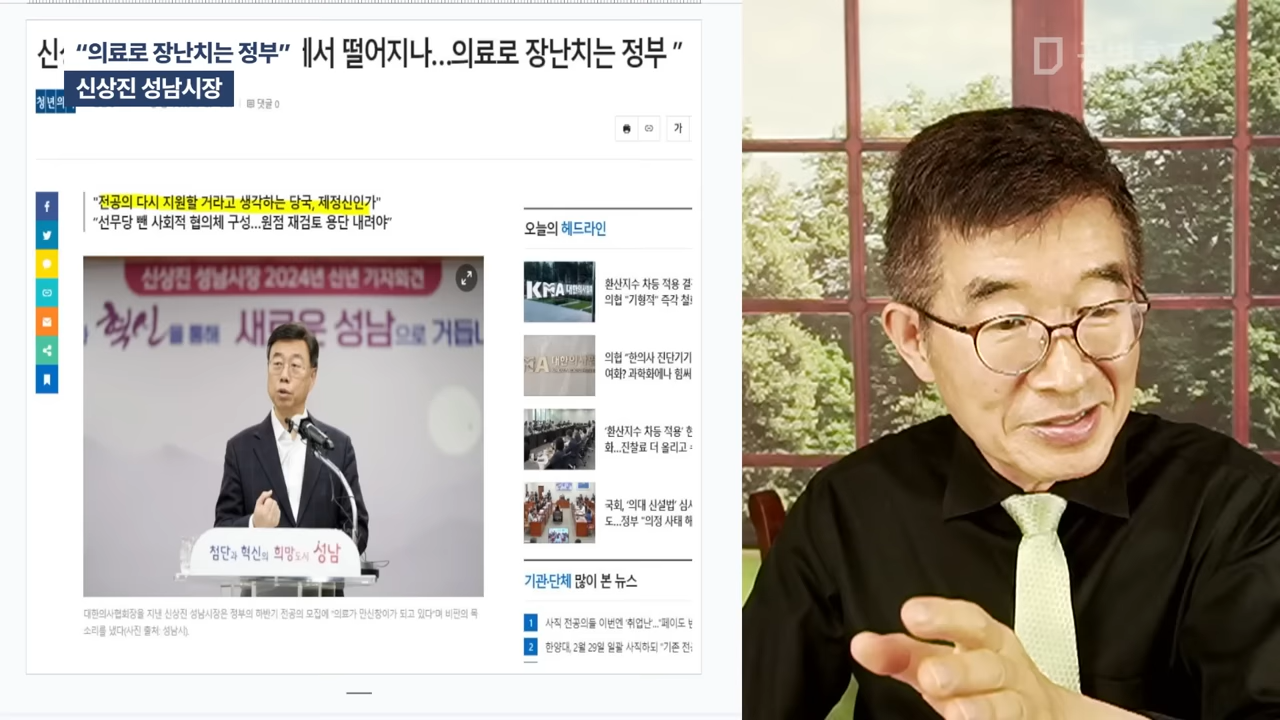 “의료로 장난치는 정부”
에서 떨어지나...의료로 장난치는 정부 ”
신상진 성남시장
댓글 0
가
"전공의 다시 지원할 거라고 생각하는 당국, 제정신인가"
“선무당 뺀 사회적 협의체 구성...원점 재검토 용단 내려야”
신상진 성남시장 2024년 신년 기자회견
혁신을 통해 새로운 성남으로
첨단과 혁신의 희망도시 성남
대한의사협회장을 지낸 신상진 성남시장은 정부의 하반기 전공의 모집에 "의료가 만신창이가 되고 있다"며 비판의 목
소리를 냈다(사진 출처: 성남시).
오늘의 헤드라인
KMA
환산지수 차등 적용
의협 "기형적" 즉각
의협 “한의사 진단기기
여화? 과학화에나
'환산지수 차등 적용'
화...진찰료 더 올리고
국회, '의대 신설법'
도...정부 "의정 사태
기관·단체 많이 본 뉴스
1 사직 전공의들 이번엔 '취업난'..."페이도
2 한양대, 2월 29일 일괄 사직하되 "기존